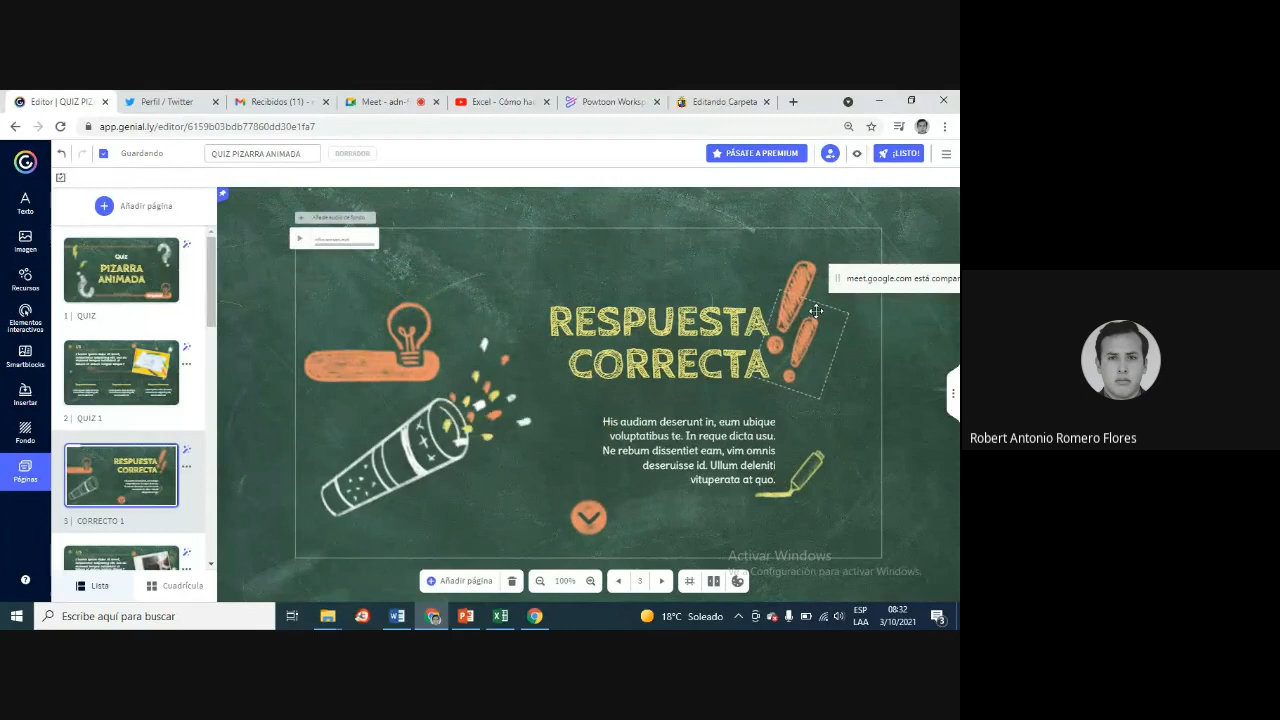 Editor | QUIZ PIZ
Perfil / Twitter
Recibidos (11) -
Meet - adn-
Excel - Cómo ha
Powtoon Works
Editando Carpeta
app.genial.ly/editor/6159b03bdb77860dd30e1fa7
Guardando
QUIZ PIZARRA ANIMADA
BORRADOR
PÁSATE A PREMIUM
¡LISTO!
Texto
Imagen
Recursos
Elementos
interactivos
Smartblocks
Insertar
Fondo
Páginas
Añadir página
Quiz
PIZARRA
ANIMADA
1 | QUIZ
2 | QUIZ 1
RESPUESTA
CORRECTA
3 | CORRECTO 1
Lista
Cuadrícula
Añade audio de fondo
meet.google.com está compar
RESPUESTA
CORRECTA
His audiam deserunt in, eum ubique
voluptatibus te. In reque dicta usu.
Ne rebum dissentiet eam, vim omnis
deseruisse id. Ullum deleniti
vituperata at quo.
Activar Windows
Ve a Configuración para activar Windows.
Añadir página
100%
3
Escribe aquí para buscar
18°C Soleado
ESP
LAA
08:32
3/10/2021
3
Robert Antonio Romero Flores